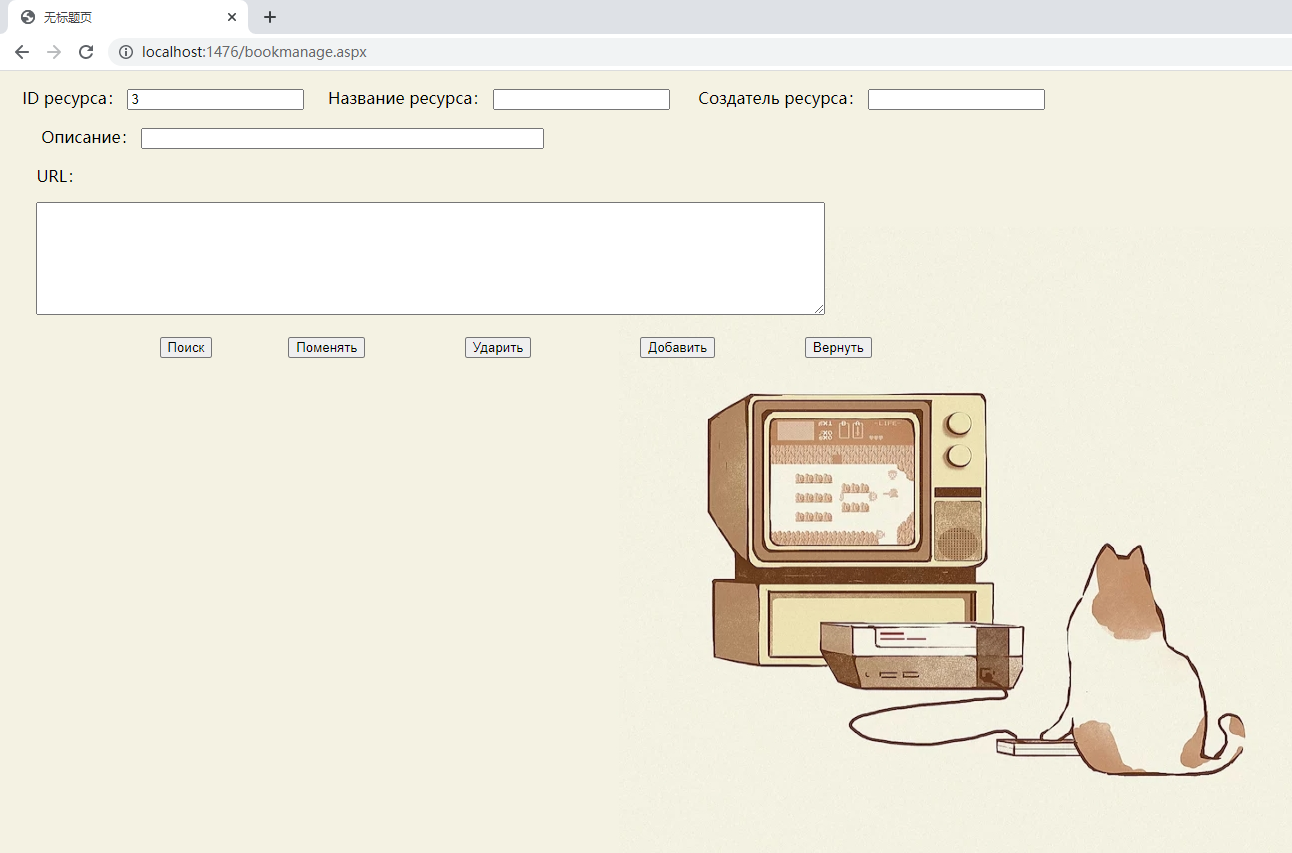 无标题页
localhost:1476/bookmanage.aspx
ID ресурса: 3 Название ресурса: Создатель ресурса:
Описание:
URL:
Поиск Поменять Ударить Добавить Вернуть
-LIFE-